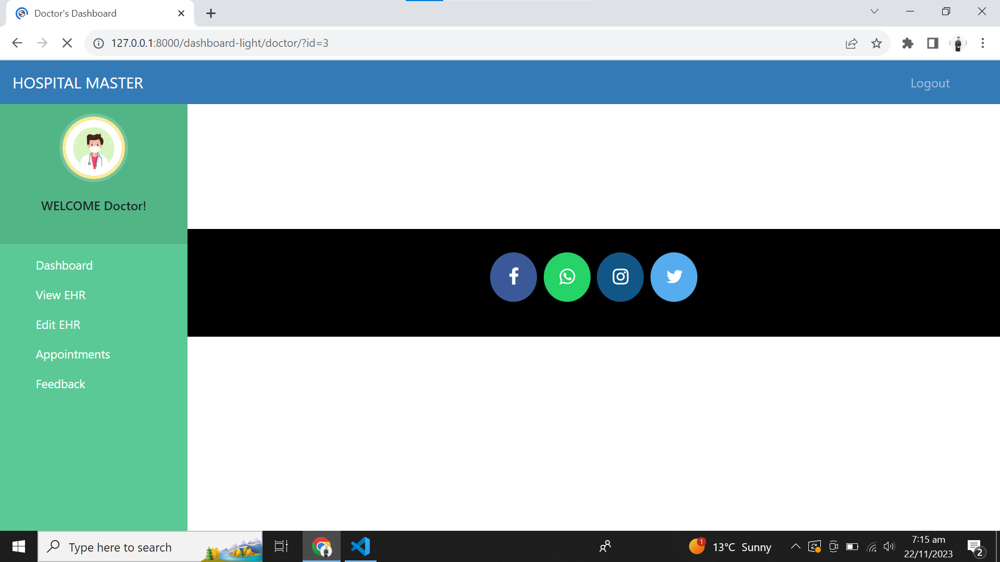 Doctor's Dashboard
127.0.0.1:8000/dashboard-light/doctor/?id=3
HOSPITAL MASTER
Logout
WELCOME Doctor!
Dashboard
View EHR
Edit EHR
Appointments
Feedback
Type here to search
1
13°C Sunny
7:15 am
22/11/2023
2